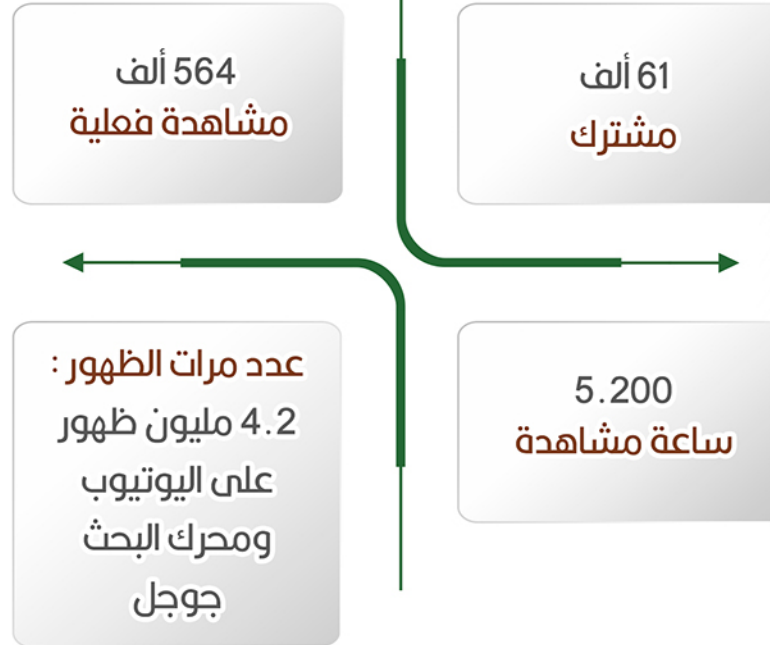 61 ألف
مشترك
564 ألف
مشاهدة فعلية
5.200
ساعة مشاهدة
عدد مرات الظهور :
4.2 مليون ظهور
على اليوتيوب
ومحرك البحث
جوجل